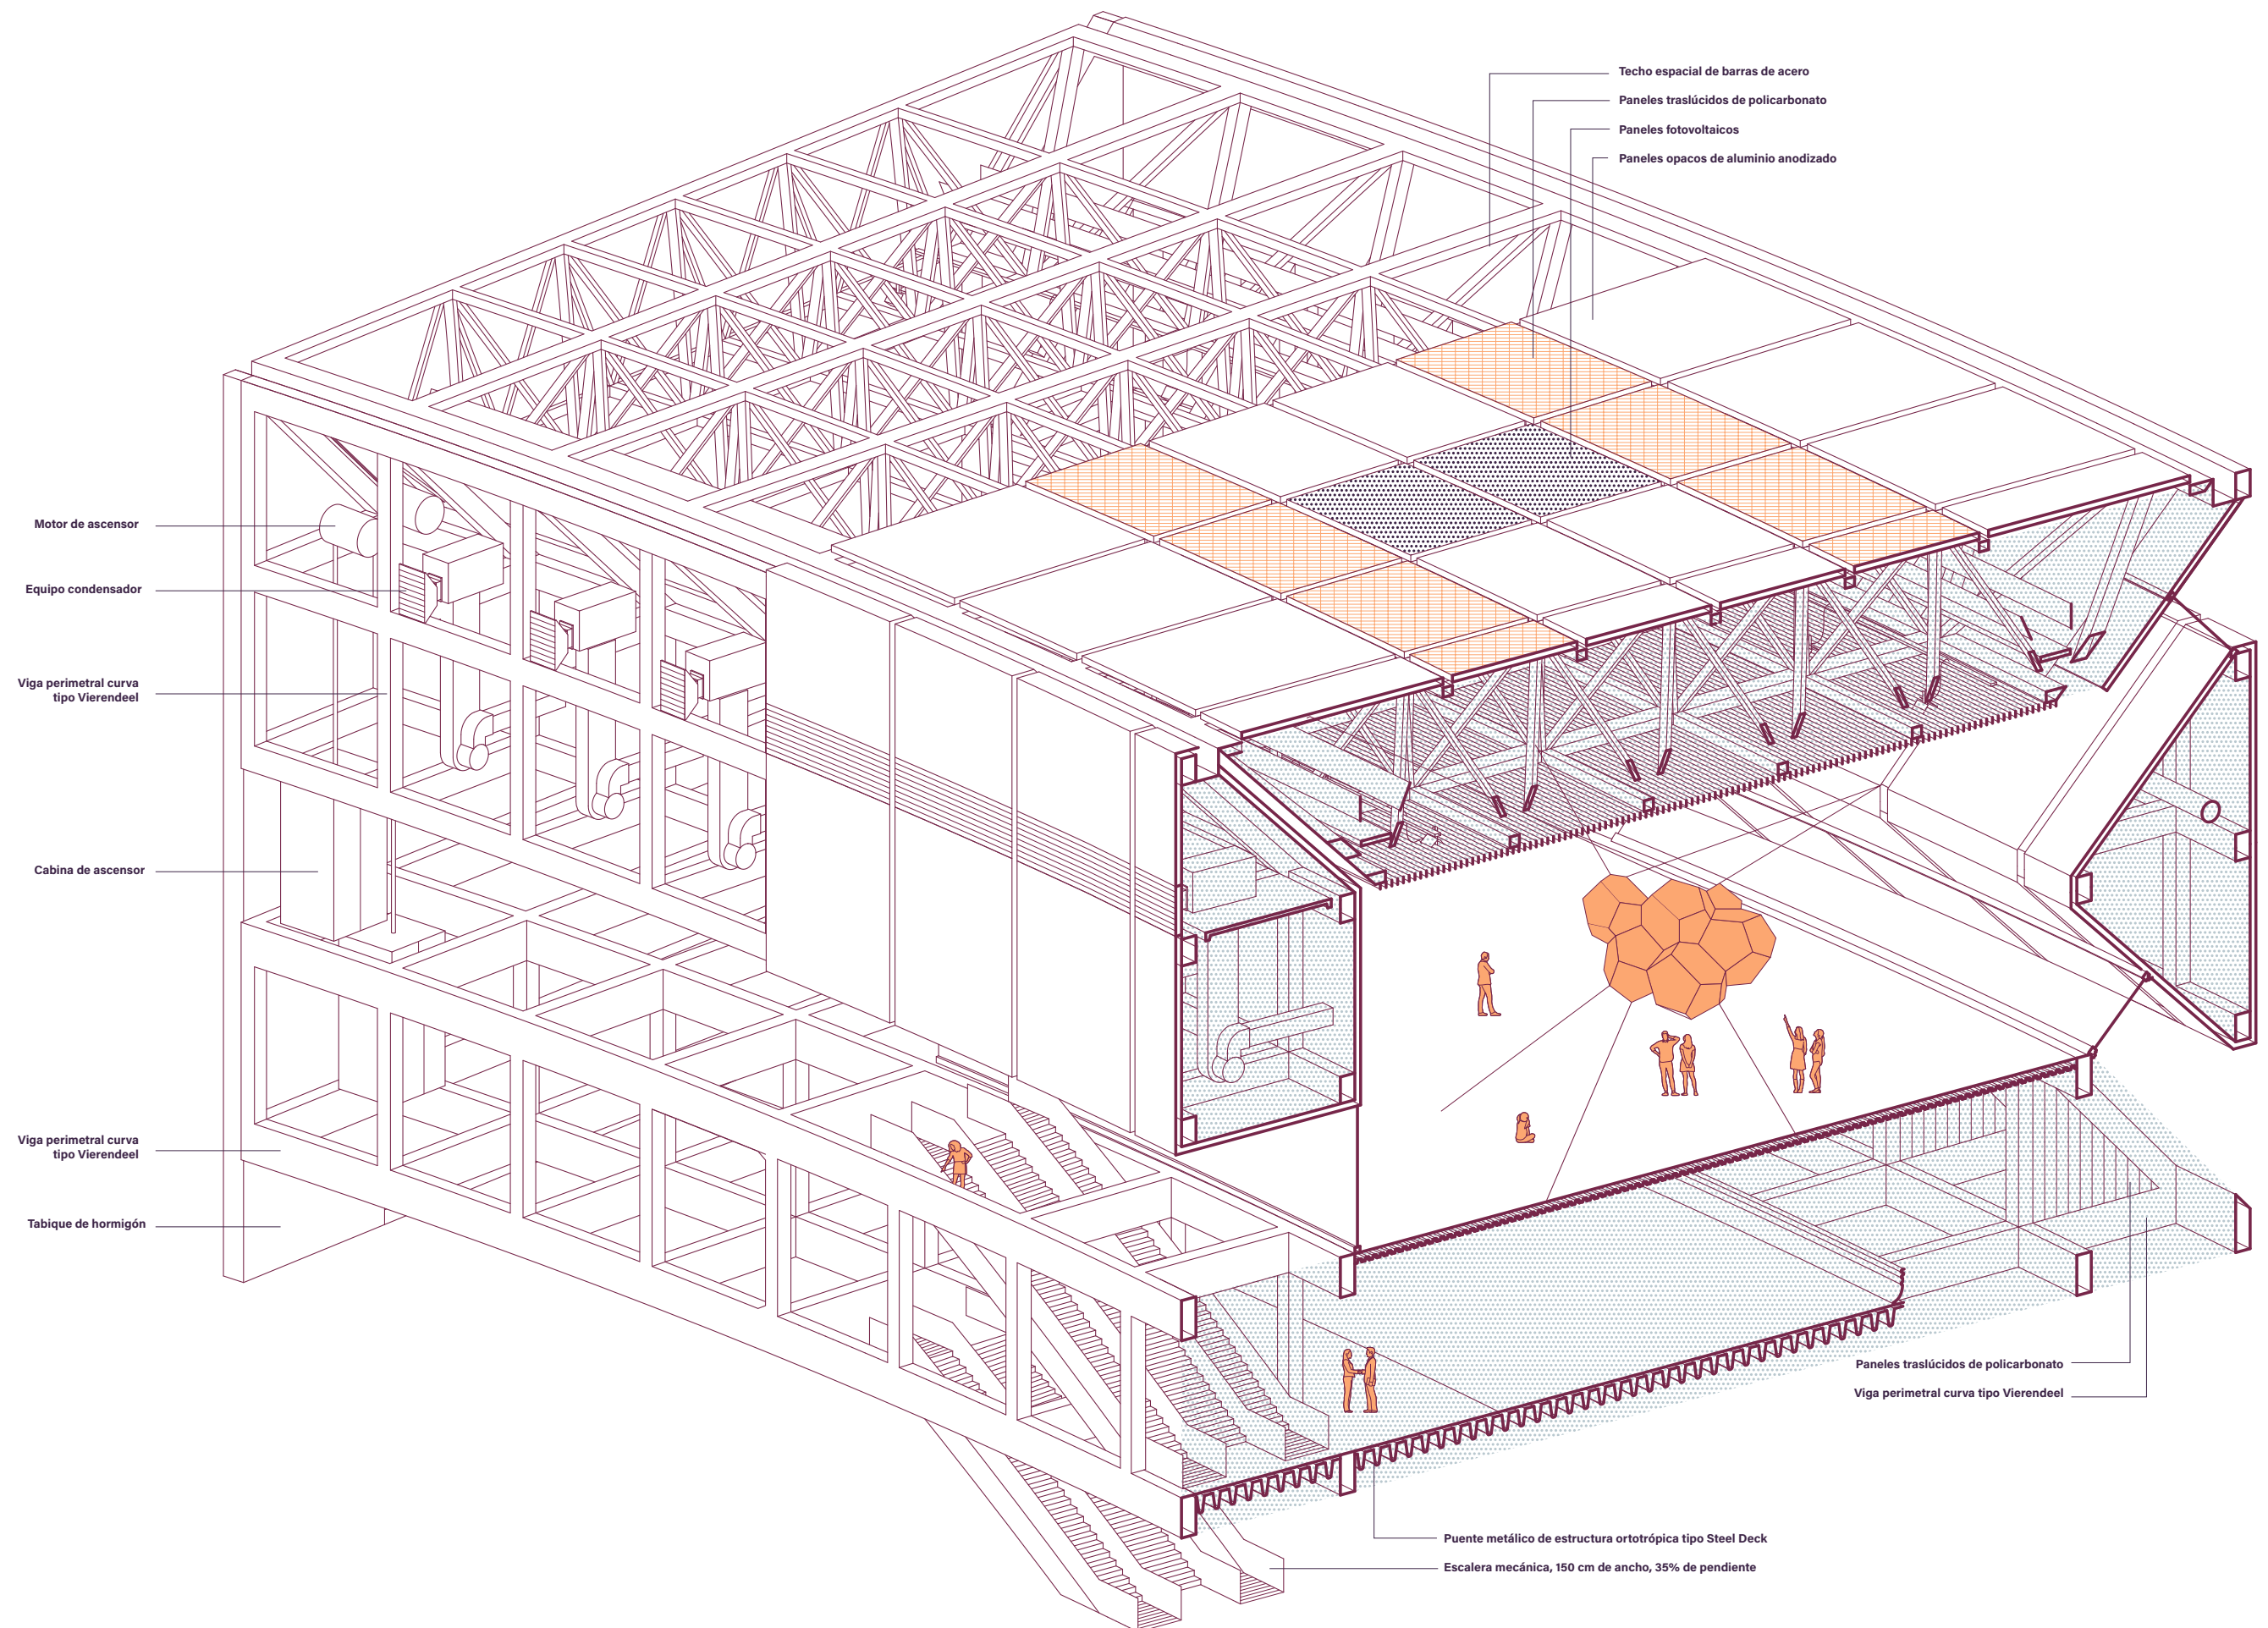 Techo espacial de barras de acero
Paneles traslúcidos de policarbonato
Paneles fotovoltaicos
Paneles opacos de aluminio anodizado
Motor de ascensor
Equipo condensador
Viga perimetral curva
tipo Vierendeel
Cabina de ascensor
Viga perimetral curva
tipo Vierendeel
Tabique de hormigón
Paneles traslúcidos de policarbonato
Viga perimetral curva tipo Vierendeel
Puente metálico de estructura ortotrópica tipo Steel Deck
Escalera mecánica, 150 cm de ancho, 35% de pendiente